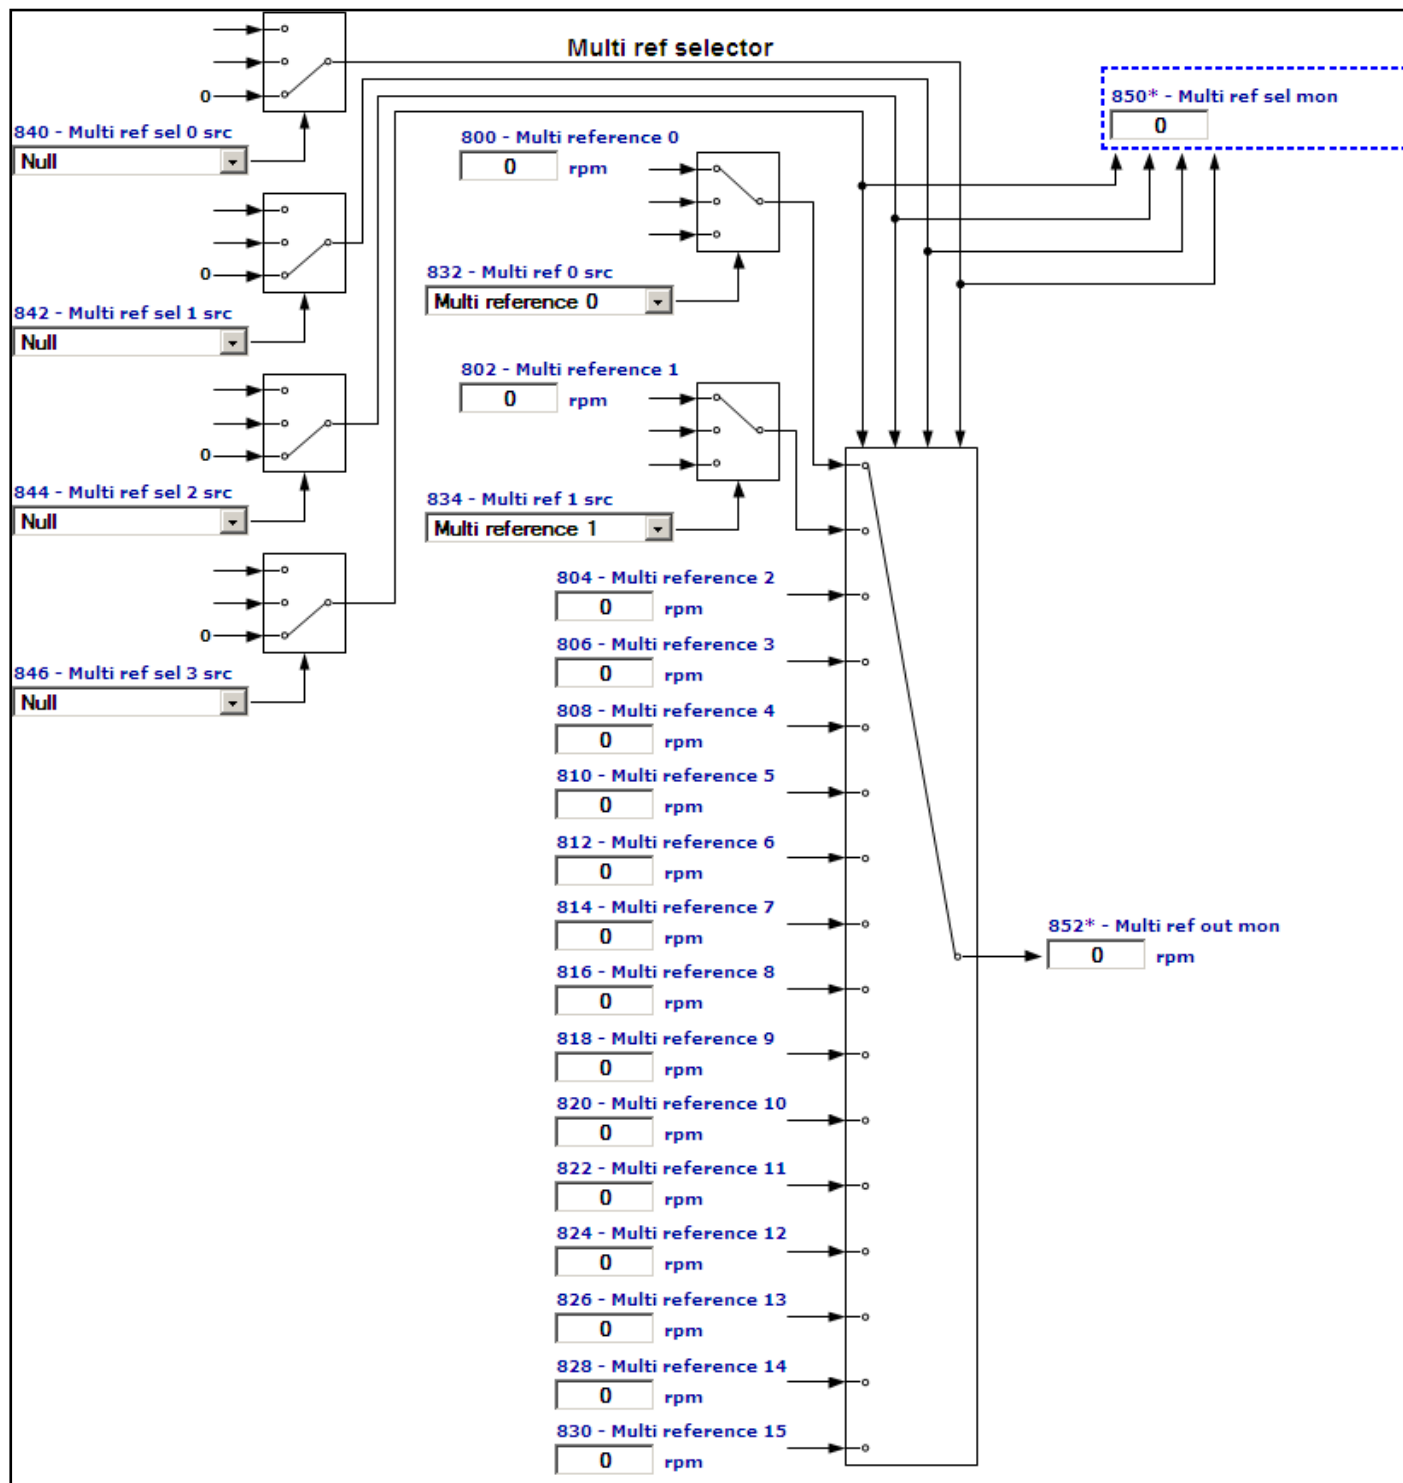 Multi ref selector
0
840 - Multi ref sel 0 src
Null
0
842 - Multi ref sel 1 src
Null
0
844 - Multi ref sel 2 src
Null
0
846 - Multi ref sel 3 src
Null
800 - Multi reference 0
0 rpm
832 - Multi ref 0 src
Multi reference 0
802 - Multi reference 1
0 rpm
834 - Multi ref 1 src
Multi reference 1
804 - Multi reference 2
0 rpm
806 - Multi reference 3
0 rpm
808 - Multi reference 4
0 rpm
810 - Multi reference 5
0 rpm
812 - Multi reference 6
0 rpm
814 - Multi reference 7
0 rpm
816 - Multi reference 8
0 rpm
818 - Multi reference 9
0 rpm
820 - Multi reference 10
0 rpm
822 - Multi reference 11
0 rpm
824 - Multi reference 12
0 rpm
826 - Multi reference 13
0 rpm
828 - Multi reference 14
0 rpm
830 - Multi reference 15
0 rpm
850* - Multi ref sel mon
0
852* - Multi ref out mon
0 rpm